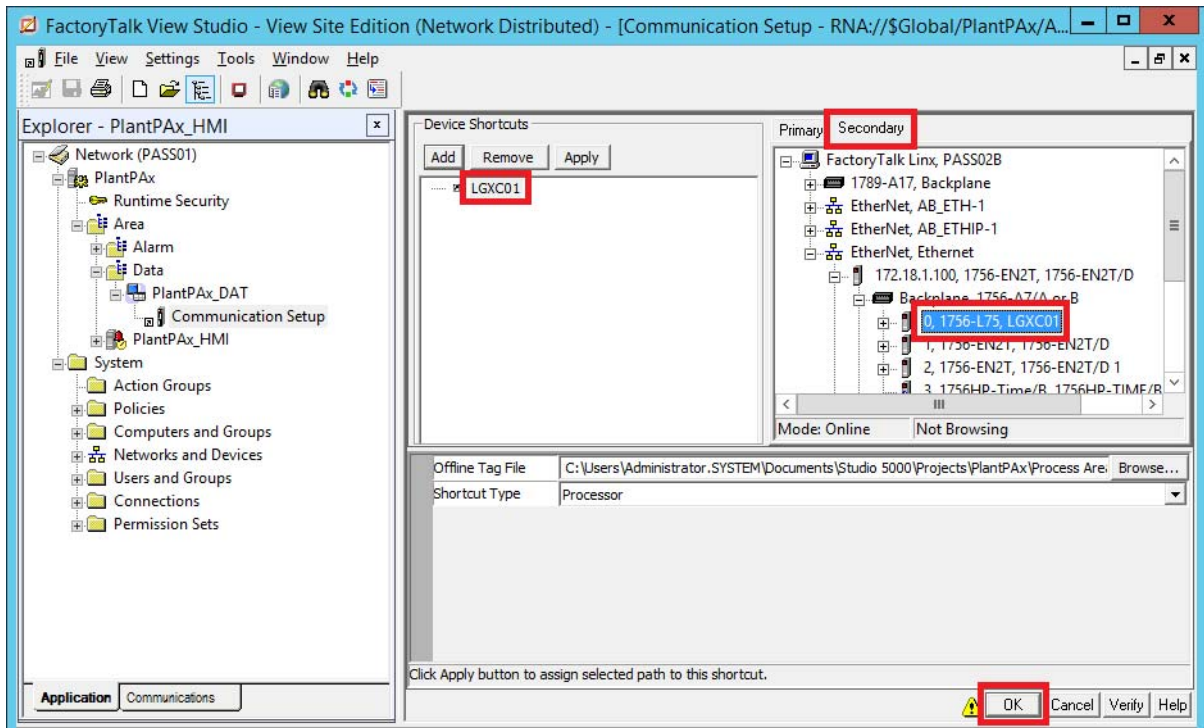 FactoryTalk View Studio - View Site Edition (Network Distributed) - [Communication Setup - RNA://$Global/PlantPAx/A...
File View Settings Tools Window Help
Explorer - PlantPAx_HMI
Network (PASS01)
PlantPAx
Runtime Security
Area
Alarm
Data
PlantPAx_DAT
Communication Setup
PlantPAx_HMI
System
Action Groups
Policies
Computers and Groups
Networks and Devices
Users and Groups
Connections
Permission Sets
Application Communications
Device Shortcuts
Add Remove Apply
LGXC01
Primary Secondary
FactoryTalk Linx, PASS02B
1789-A17, Backplane
EtherNet, AB_ETH-1
EtherNet, AB_ETHIP-1
EtherNet, Ethernet
172.18.1.100, 1756-EN2T, 1756-EN2T/D
Backplane, 1756-A7/A or B
0, 1756-L75, LGXC01
1, 1756-EN2T, 1756-EN2T/D
2, 1756-EN2T, 1756-EN2T/D 1
3, 1756HP-Time/B, 1756HP-TIME/B
Mode: Online Not Browsing
Offline Tag File C:\Users\Administrator.SYSTEM\Documents\Studio 5000\Projects\PlantPAx\Process Are Browse...
Shortcut Type Processor
Click Apply button to assign selected path to this shortcut.
OK Cancel Verify Help